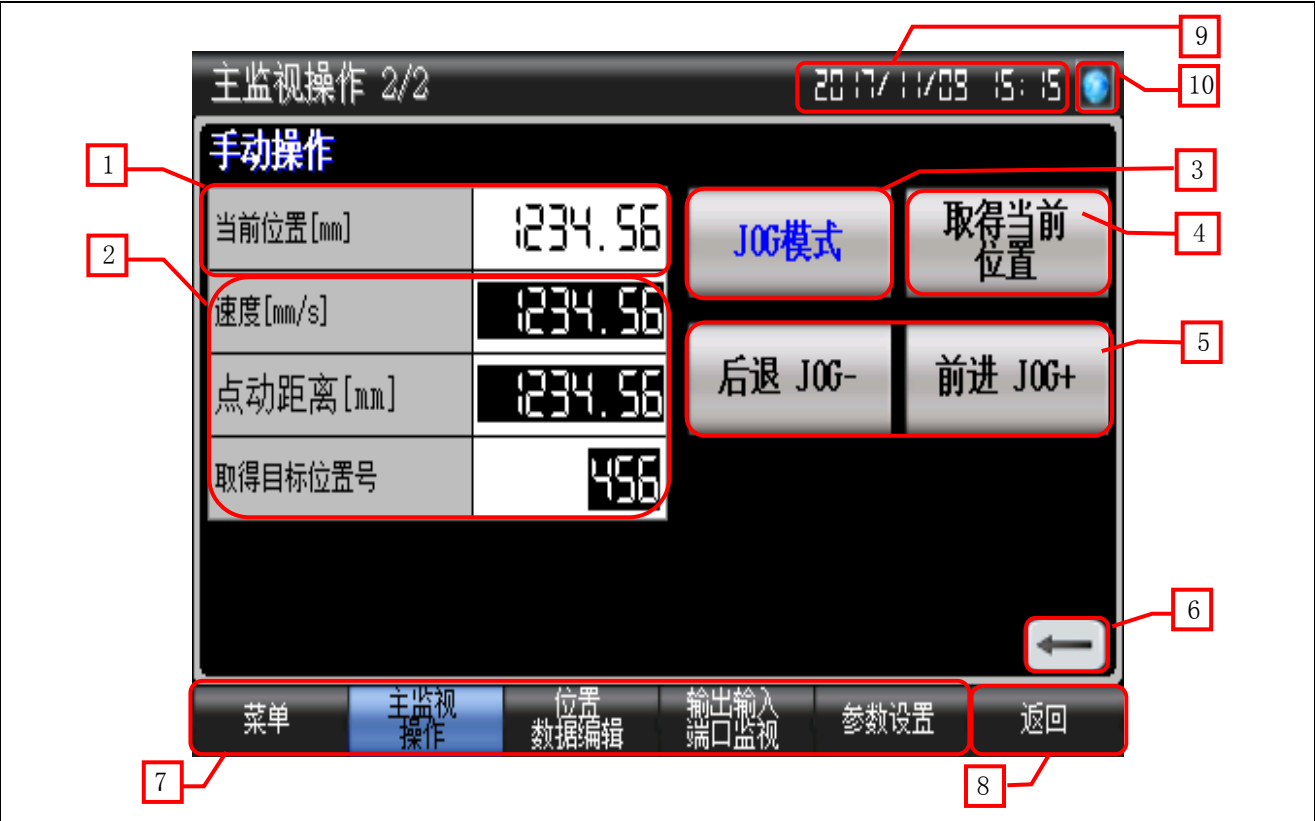 9
主监视操作 2/2
2017/11/09 15:15
10
手动操作
1
当前位置[mm]
1234.56
JOG模式
3
取得当前
位置
4
2
速度[mm/s]
1234.56
点动距离[mm]
1234.56
后退 JOG-
前进 JOG+
5
取得目标位置号
456
6
菜单
主监视
操作
位置
数据编辑
输出输入
端口监视
参数设置
返回
7
8